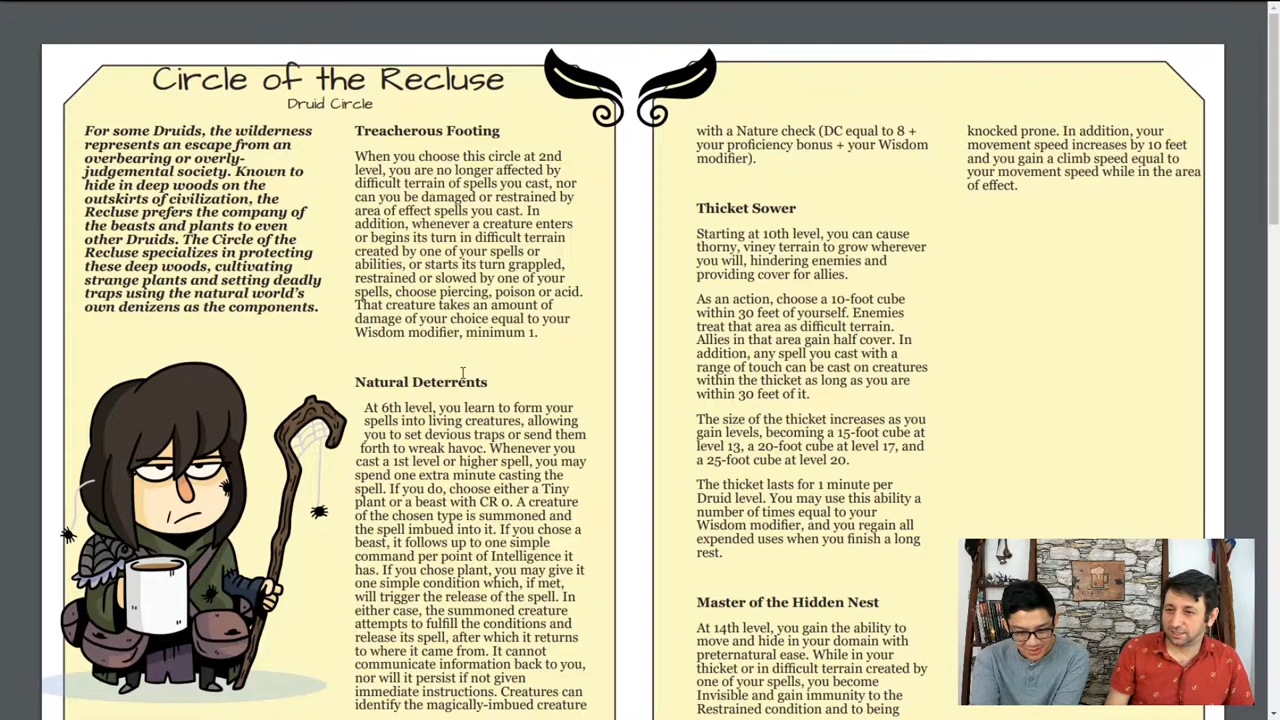 Circle of the Recluse
Druid Circle
For some Druids, the wilderness
represents an escape from an
overbearing or overly-
judgemental society. Known to
hide in deep woods on the
outskirts of civilization, the
Recluse prefers the company of
the beasts and plants to even
other Druids. The Circle of the
Recluse specializes in protecting
these deep woods, cultivating
strange plants and setting deadly
traps using the natural world's
own denizens as the components.
Treacherous Footing
When you choose this circle at 2nd
level, you are no longer affected by
difficult terrain of spells you cast, nor
can you be damaged or restrained by
area of effect spells you cast. In
addition, whenever a creature enters
or begins its turn in difficult terrain
created by one of your spells or
abilities, or starts its turn grappled,
restrained or slowed by one of your
spells, choose piercing, poison or acid.
That creature takes an amount of
damage of your choice equal to your
Wisdom modifier, minimum 1.
Natural Deterrents
At 6th level, you learn to form your
spells into living creatures, allowing
you to set devious traps or send them
forth to wreak havoc. Whenever you
cast a 1st level or higher spell, you may
spend one extra minute casting the
spell. If you do, choose either a Tiny
plant or a beast with CR 0. A creature
of the chosen type is summoned and
the spell imbued into it. If you chose a
beast, it follows up to one simple
command per point of Intelligence it
has. If you chose plant, you may give it
one simple condition which, if met,
will trigger the release of the spell. In
either case, the summoned creature
attempts to fulfill the conditions and
release its spell, after which it returns
to where it came from. It cannot
communicate information back to you,
nor will it persist if not given
immediate instructions. Creatures can
identify the magically-imbued creature
with a Nature check (DC equal to 8 +
your proficiency bonus + your Wisdom
modifier).
Thicket Sower
Starting at 10th level, you can cause
thorny, viney terrain to grow wherever
you will, hindering enemies and
providing cover for allies.
As an action, choose a 10-foot cube
within 30 feet of yourself. Enemies
treat that area as difficult terrain.
Allies in that area gain half cover. In
addition, any spell you cast with a
range of touch can be cast on creatures
within the thicket as long as you are
within 30 feet of it.
The size of the thicket increases as you
gain levels, becoming a 15-foot cube at
level 13, a 20-foot cube at level 17, and
a 25-foot cube at level 20.
The thicket lasts for 1 minute per
Druid level. You may use this ability a
number of times equal to your
Wisdom modifier, and you regain all
expended uses when you finish a long
rest.
Master of the Hidden Nest
At 14th level, you gain the ability to
move and hide in your domain with
preternatural ease. While in your
thicket or in difficult terrain created by
one of your spells, you become
Invisible and gain immunity to the
Restrained condition and to being
knocked prone. In addition, your
movement speed increases by 10 feet
and you gain a climb speed equal to
your movement speed while in the area
of effect.